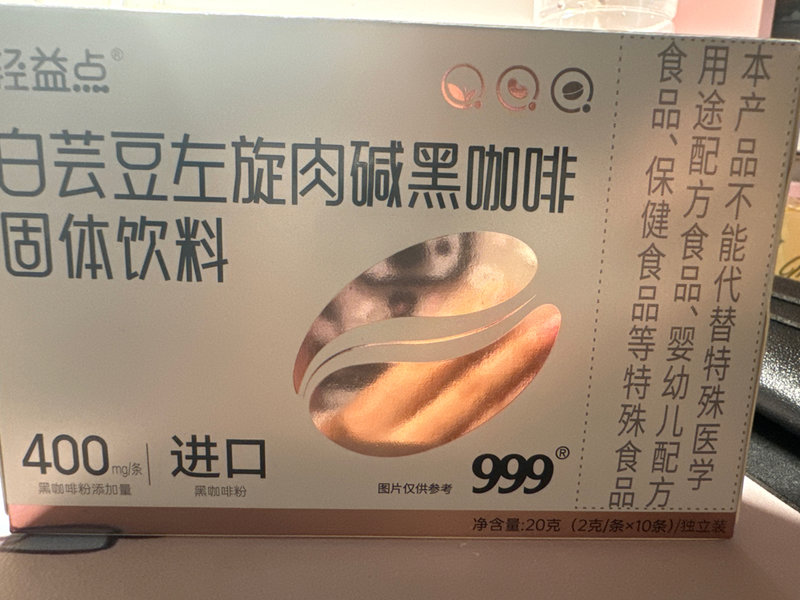 轻益点®
白芸豆左旋肉碱黑咖啡
固体饮料
400mg/条
黑咖啡粉添加量
进口
黑咖啡粉
图片仅供参考
999®
净含量:20克（2克/条×10条）/独立装
本产品不能代替特殊医学
用途配方食品、婴幼儿配方
食品、保健食品等特殊食品